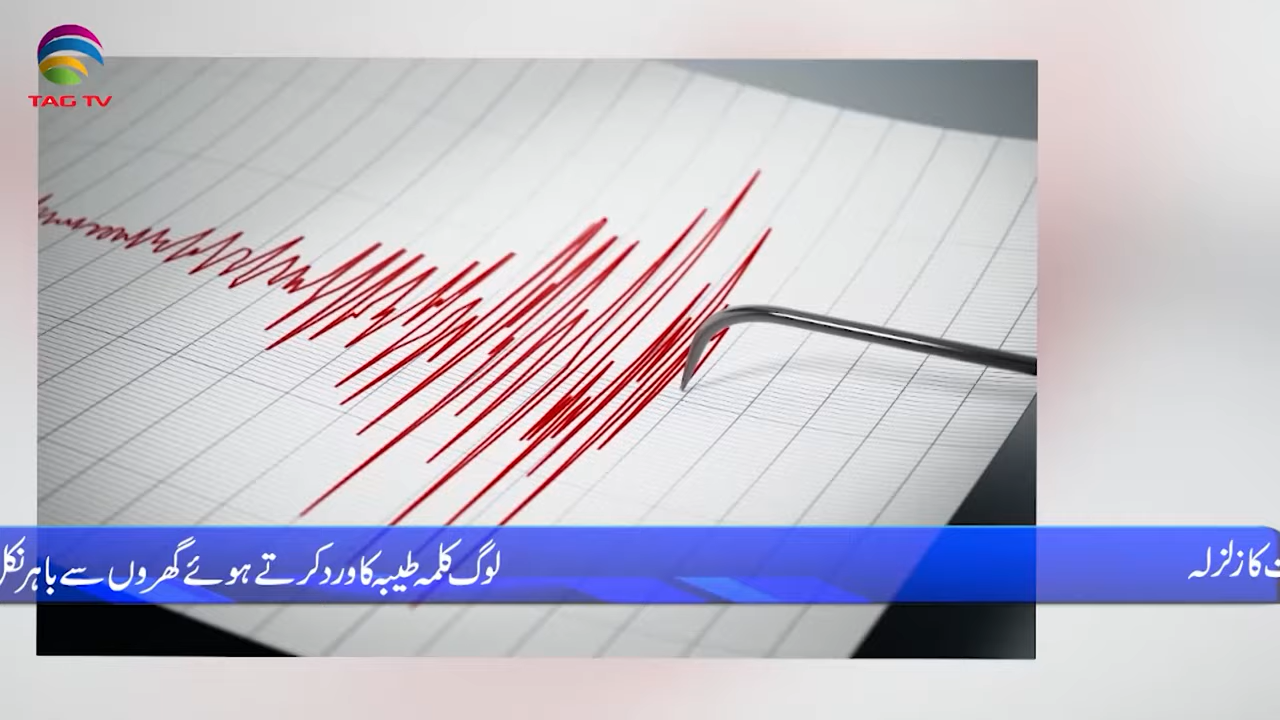 TAG TV
کا زلزلہ
لوگ کلمہ طیبہ کا ورد کرتے ہوئے گھروں سے باہر نکل